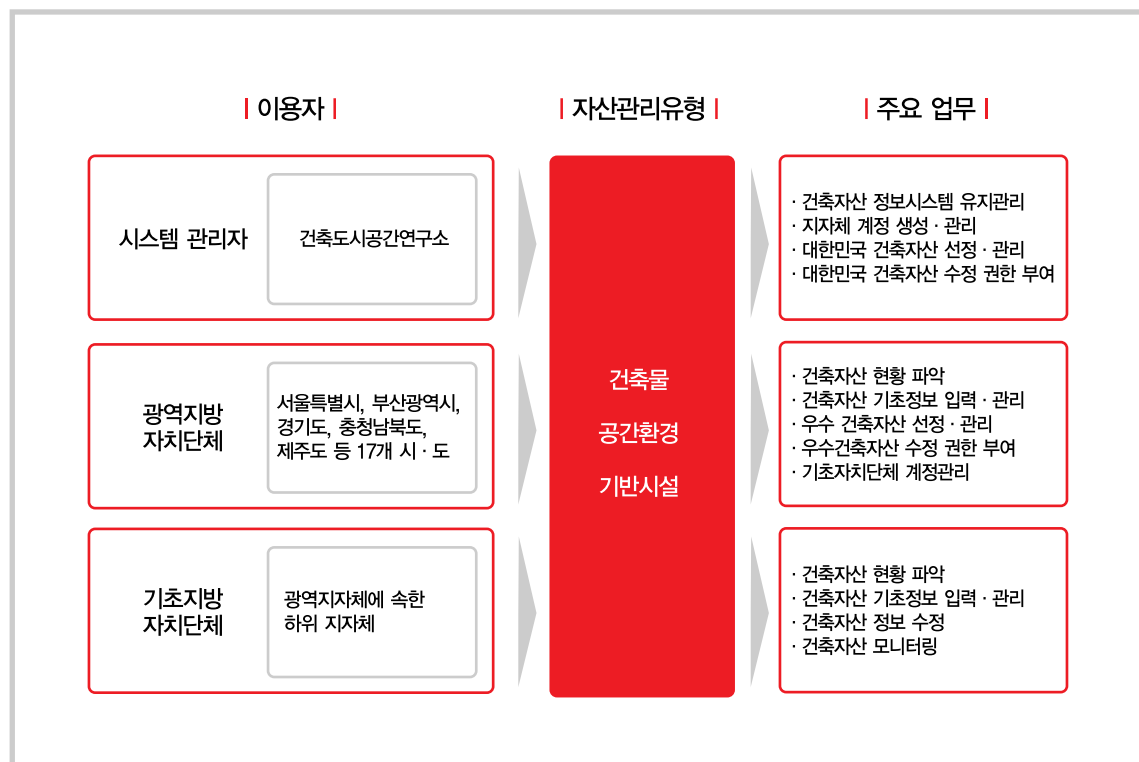 | 이용자 |
| 자산관리유형 |
| 주요 업무 |
시스템 관리자
건축도시공간연구소
· 건축자산 정보시스템 유지관리
· 지자체 계정 생성 · 관리
· 대한민국 건축자산 선정 · 관리
· 대한민국 건축자산 수정 권한 부여
광역지방
자치단체
서울특별시, 부산광역시,
경기도, 충청남북도,
제주도 등 17개 시 · 도
건축물
공간환경
기반시설
· 건축자산 현황 파악
· 건축자산 기초정보 입력 · 관리
· 우수 건축자산 선정 · 관리
· 우수건축자산 수정 권한 부여
· 기초자치단체 계정관리
기초지방
자치단체
광역지자체에 속한
하위 지자체
· 건축자산 현황 파악
· 건축자산 기초정보 입력 · 관리
· 건축자산 정보 수정
· 건축자산 모니터링